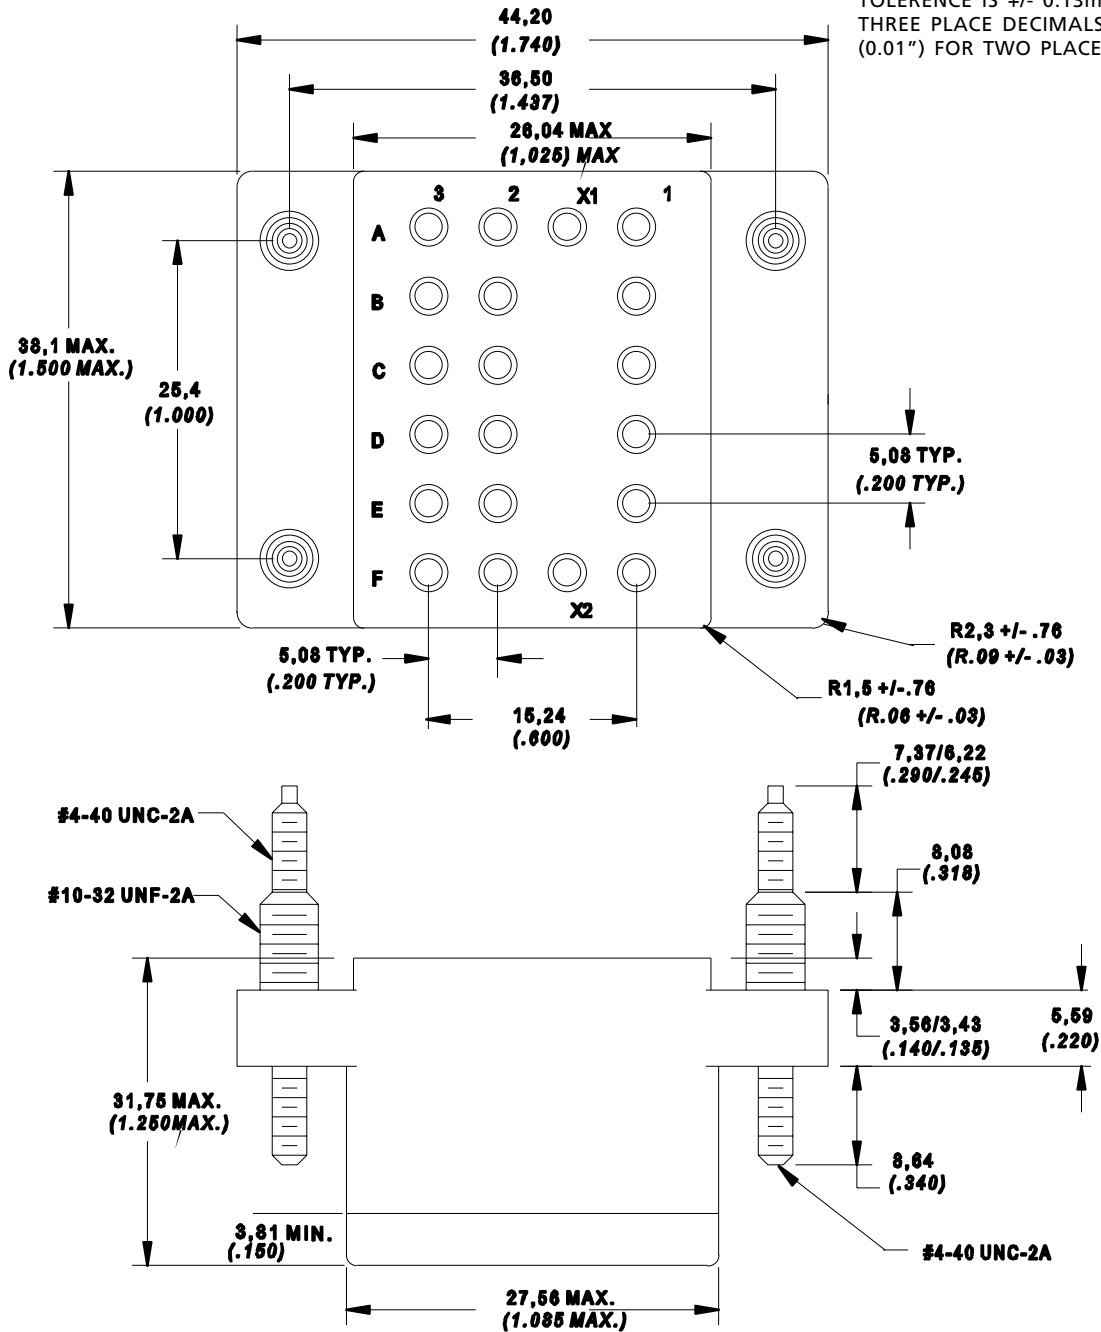 TOLERENCE IS +/- 0.13m
THREE PLACE DECIMALS
(0.01") FOR TWO PLACE
44,20
(1.740)
36,50
(1.437)
26,04 MAX
(1,025) MAX
3 2 X1 1
A
B
C
D
E
F
X2
38,1 MAX.
(1.500 MAX.)
25,4
(1.000)
5,08 TYP.
(.200 TYP.)
R2,3 +/- .76
(R.09 +/- .03)
5,08 TYP.
(.200 TYP.)
R1,5 +/-.76
(R.06 +/- .03)
15,24
(.600)
7,37/6,22
(.290/.245)
#4-40 UNC-2A
8,08
(.318)
#10-32 UNF-2A
3,56/3,43
(.140/.135)
5,59
(.220)
31,75 MAX.
(1.250MAX.)
8,64
(.340)
3,81 MIN.
(.150)
#4-40 UNC-2A
27,56 MAX.
(1.085 MAX.)